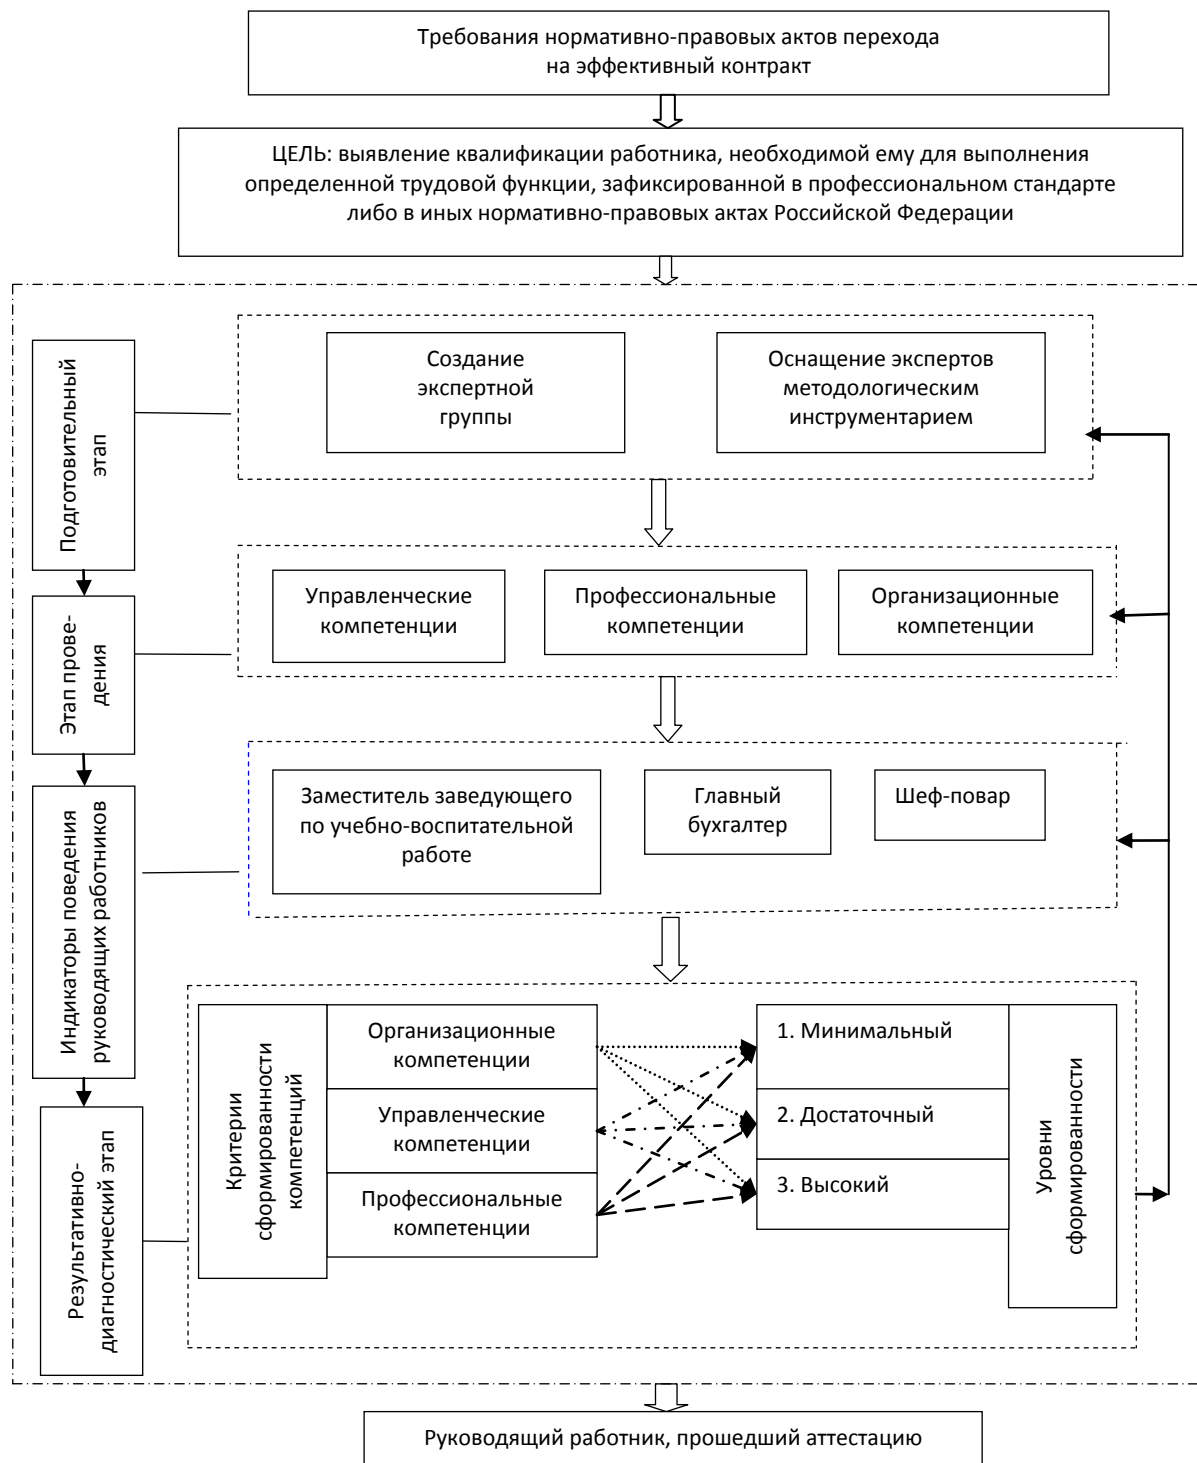 Требования нормативно-правовых актов перехода
на эффективный контракт
ЦЕЛЬ: выявление квалификации работника, необходимой ему для выполнения
определенной трудовой функции, зафиксированной в профессиональном стандарте
либо в иных нормативно-правовых актах Российской Федерации
Подготовительный
этап
Создание
экспертной
группы
Оснащение экспертов
методологическим
инструментарием
Этап прове-
дения
Управленческие
компетенции
Профессиональные
компетенции
Организационные
компетенции
Индикаторы поведения
руководящих работников
Заместитель заведующего
по учебно-воспитательной
работе
Главный
бухгалтер
Шеф-повар
Результативно-
диагностический этап
Критерии
сформированности
компетенций
Организационные
компетенции
Управленческие
компетенции
Профессиональные
компетенции
1. Минимальный
2. Достаточный
3. Высокий
Уровни
сформированности
Руководящий работник, прошедший аттестацию